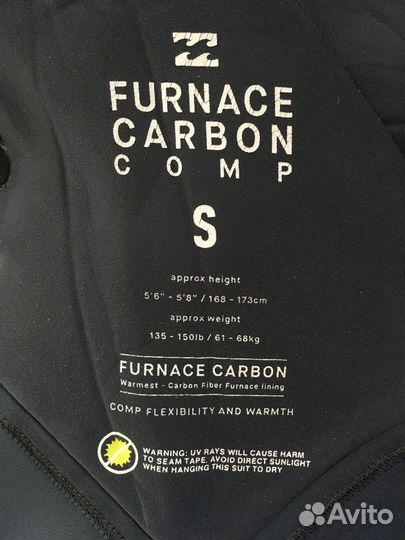 FURNACE
CARBON
COMP
S
approx height
5'6" - 5'8" / 168 - 173cm
approx weight
135 - 150lb / 61 - 68kg
FURNACE CARBON
Warmest - Carbon Fiber Furnace lining
COMP FLEXIBILITY AND WARMTH
WARNING: UV RAYS WILL CAUSE HARM
TO SEAM TAPE. AVOID DIRECT SUNLIGHT
WHEN HANGING THIS SUIT TO DRY
Avito